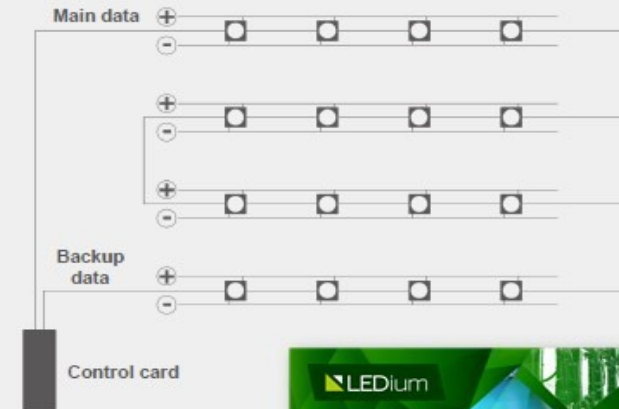 Main data
+
-
+
-
+
-
Backup
data
+
-
Control card
LEDium